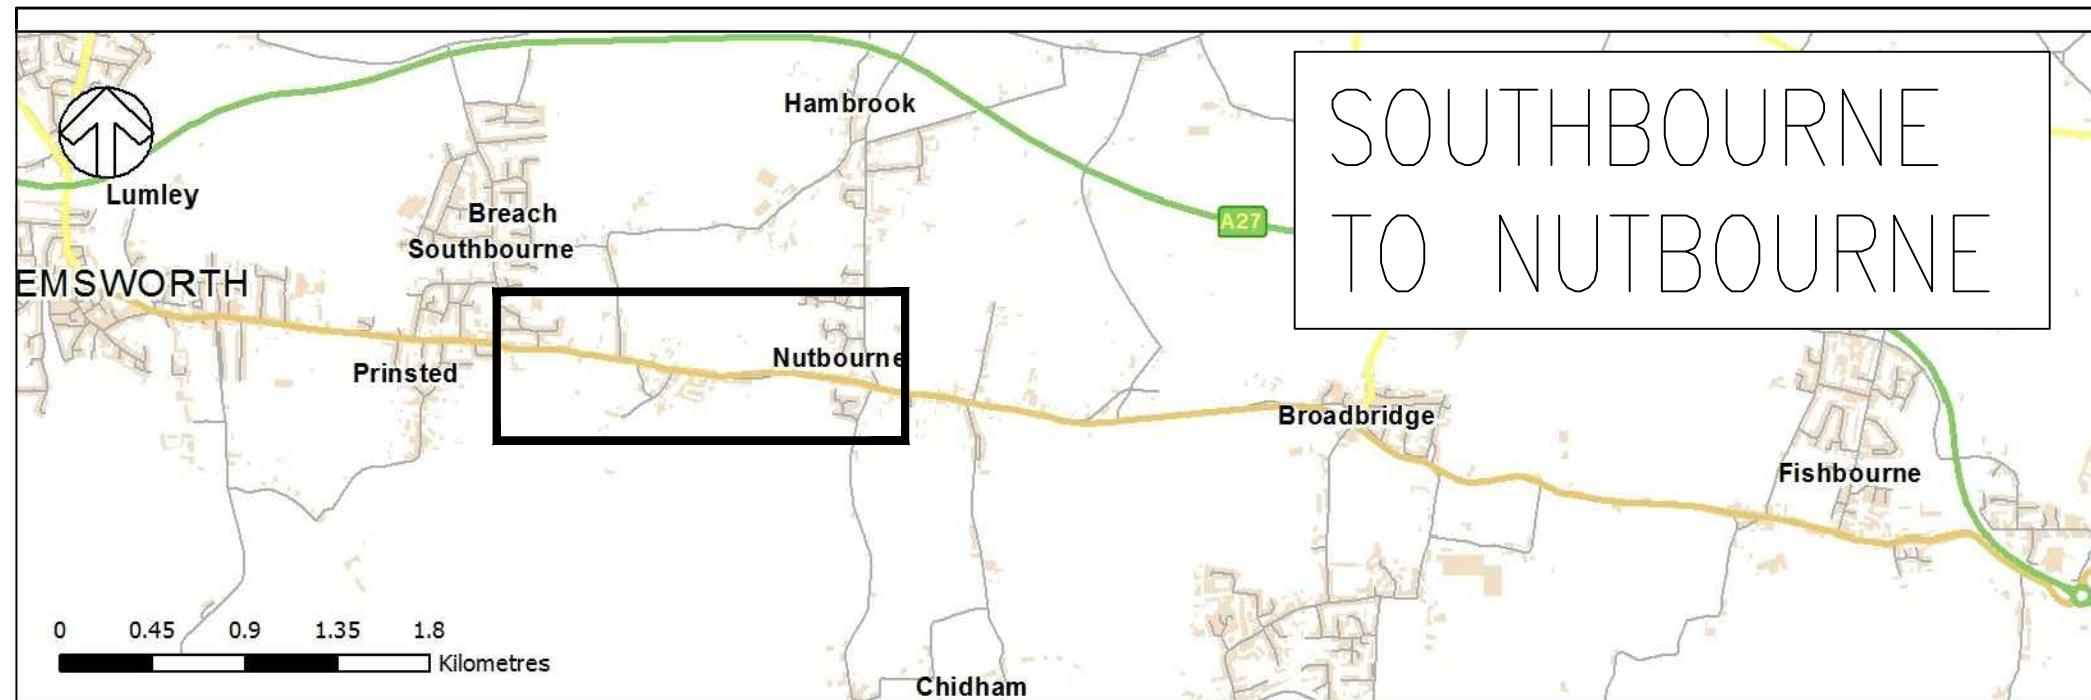 SOUTHBOURNE
TO NUTBOURNE
Hambrook
Lumley
Breach
Southbourne
A27
EMSWORTH
Prinsted
Nutbourne
Broadbridge
Fishbourne
0 0.45 0.9 1.35 1.8
Kilometres
Chidham